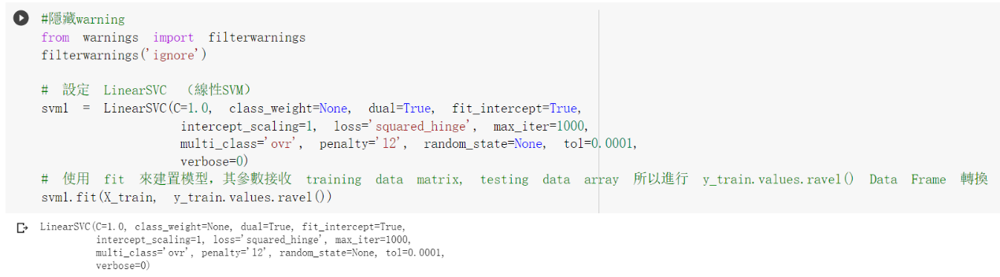 #隱藏warning
from warnings import filterwarnings
filterwarnings('ignore')
# 設定 LinearSVC （線性SVM）
svml = LinearSVC(C=1.0, class_weight=None, dual=True, fit_intercept=True,
intercept_scaling=1, loss='squared_hinge', max_iter=1000,
multi_class='ovr', penalty='l2', random_state=None, tol=0.0001,
verbose=0)
# 使用 fit 來建置模型，其參數接收 training data matrix, testing data array 所以進行 y_train.values.ravel() Data Frame 轉換
svml.fit(X_train, y_train.values.ravel())
LinearSVC(C=1.0, class_weight=None, dual=True, fit_intercept=True,
intercept_scaling=1, loss='squared_hinge', max_iter=1000,
multi_class='ovr', penalty='l2', random_state=None, tol=0.0001,
verbose=0)